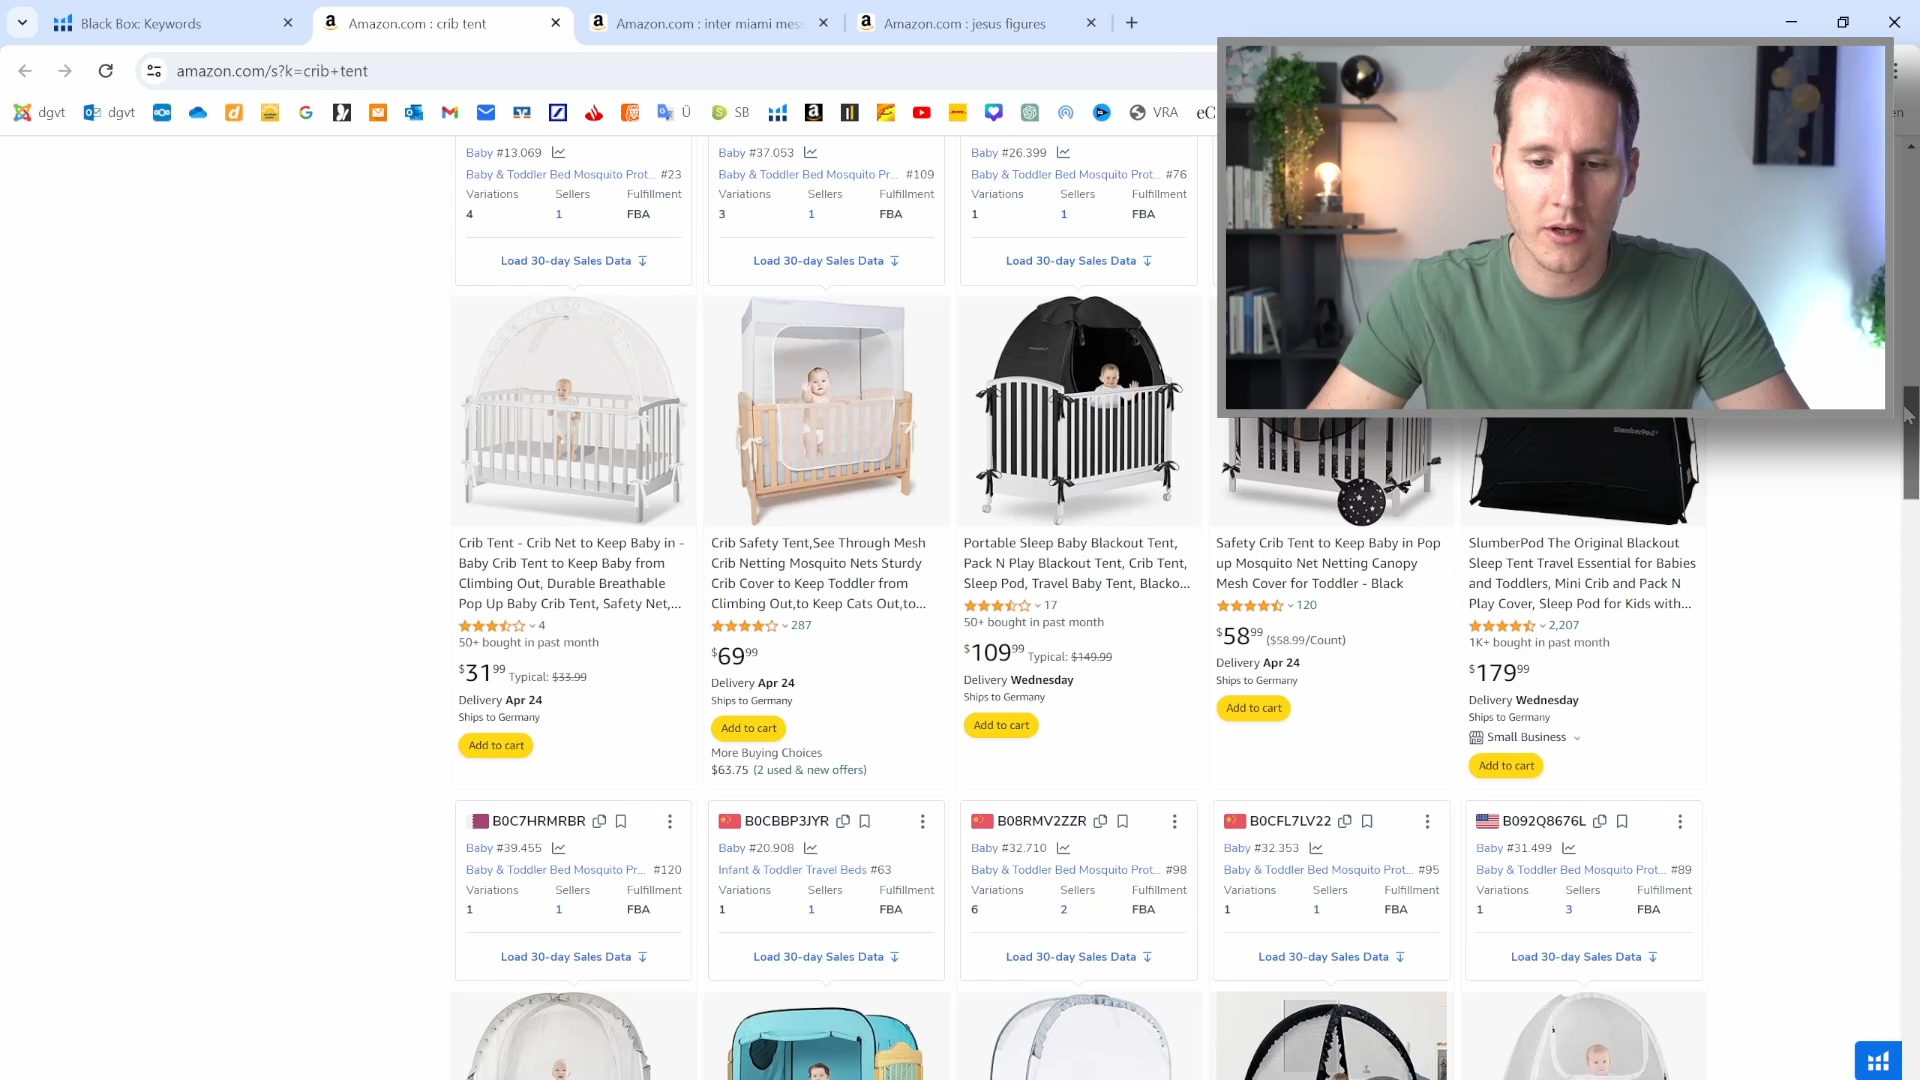 Black Box: Keywords
Amazon.com : crib tent
Amazon.com : inter miami mes
Amazon.com : jesus figures
amazon.com/s?k=crib+tent
dgvt
dgvt
Ü
SB
VRA
eC
en
Baby #13.069
Baby & Toddler Bed Mosquito Prot... #23
Variations Sellers Fulfillment
4 1 FBA
Load 30-day Sales Data
Baby #37.053
Baby & Toddler Bed Mosquito Pr... #109
Variations Sellers Fulfillment
3 1 FBA
Load 30-day Sales Data
Baby #26.399
Baby & Toddler Bed Mosquito Prot... #76
Variations Sellers Fulfillment
1 1 FBA
Load 30-day Sales Data
SlumberPod
Crib Tent - Crib Net to Keep Baby in -
Baby Crib Tent to Keep Baby from
Climbing Out, Durable Breathable
Pop Up Baby Crib Tent, Safety Net,...
4
50+ bought in past month
$31.99 Typical: $33.99
Delivery Apr 24
Ships to Germany
Add to cart
Crib Safety Tent,See Through Mesh
Crib Netting Mosquito Nets Sturdy
Crib Cover to Keep Toddler from
Climbing Out,to Keep Cats Out,to...
287
$69.99
Delivery Apr 24
Ships to Germany
Add to cart
More Buying Choices
$63.75 (2 used & new offers)
Portable Sleep Baby Blackout Tent,
Pack N Play Blackout Tent, Crib Tent,
Sleep Pod, Travel Baby Tent, Blacko...
17
50+ bought in past month
$109.99 Typical: $149.99
Delivery Wednesday
Ships to Germany
Add to cart
Safety Crib Tent to Keep Baby in Pop
up Mosquito Net Netting Canopy
Mesh Cover for Toddler - Black
120
$58.99 ($58.99/Count)
Delivery Apr 24
Ships to Germany
Add to cart
SlumberPod The Original Blackout
Sleep Tent Travel Essential for Babies
and Toddlers, Mini Crib and Pack N
Play Cover, Sleep Pod for Kids with...
2,207
1K+ bought in past month
$179.99
Delivery Wednesday
Ships to Germany
Small Business
Add to cart
B0C7HRMRBR
Baby #39.455
Baby & Toddler Bed Mosquito Pr... #120
Variations Sellers Fulfillment
1 1 FBA
Load 30-day Sales Data
B0CBBP3JYR
Baby #20.908
Infant & Toddler Travel Beds #63
Variations Sellers Fulfillment
1 1 FBA
Load 30-day Sales Data
B08RMV2ZZR
Baby #32.710
Baby & Toddler Bed Mosquito Prot... #98
Variations Sellers Fulfillment
6 2 FBA
Load 30-day Sales Data
B0CFL7LV22
Baby #32.353
Baby & Toddler Bed Mosquito Prot... #95
Variations Sellers Fulfillment
1 1 FBA
Load 30-day Sales Data
B092Q8676L
Baby #31.499
Baby & Toddler Bed Mosquito Prot... #89
Variations Sellers Fulfillment
1 3 FBA
Load 30-day Sales Data